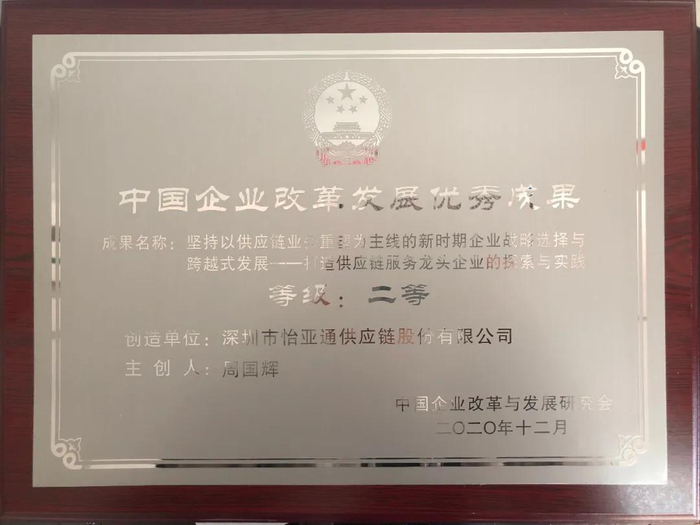 中国企业改革发展优秀成果
成果名称：坚持以供应链业务重塑为主线的新时期企业战略选择与
跨越式发展——打造供应链服务龙头企业的探索与实践
等级：二等
创造单位：深圳市怡亚通供应链股份有限公司
主创人：周国辉
中国企业改革与发展研究会
二〇二〇年十二月